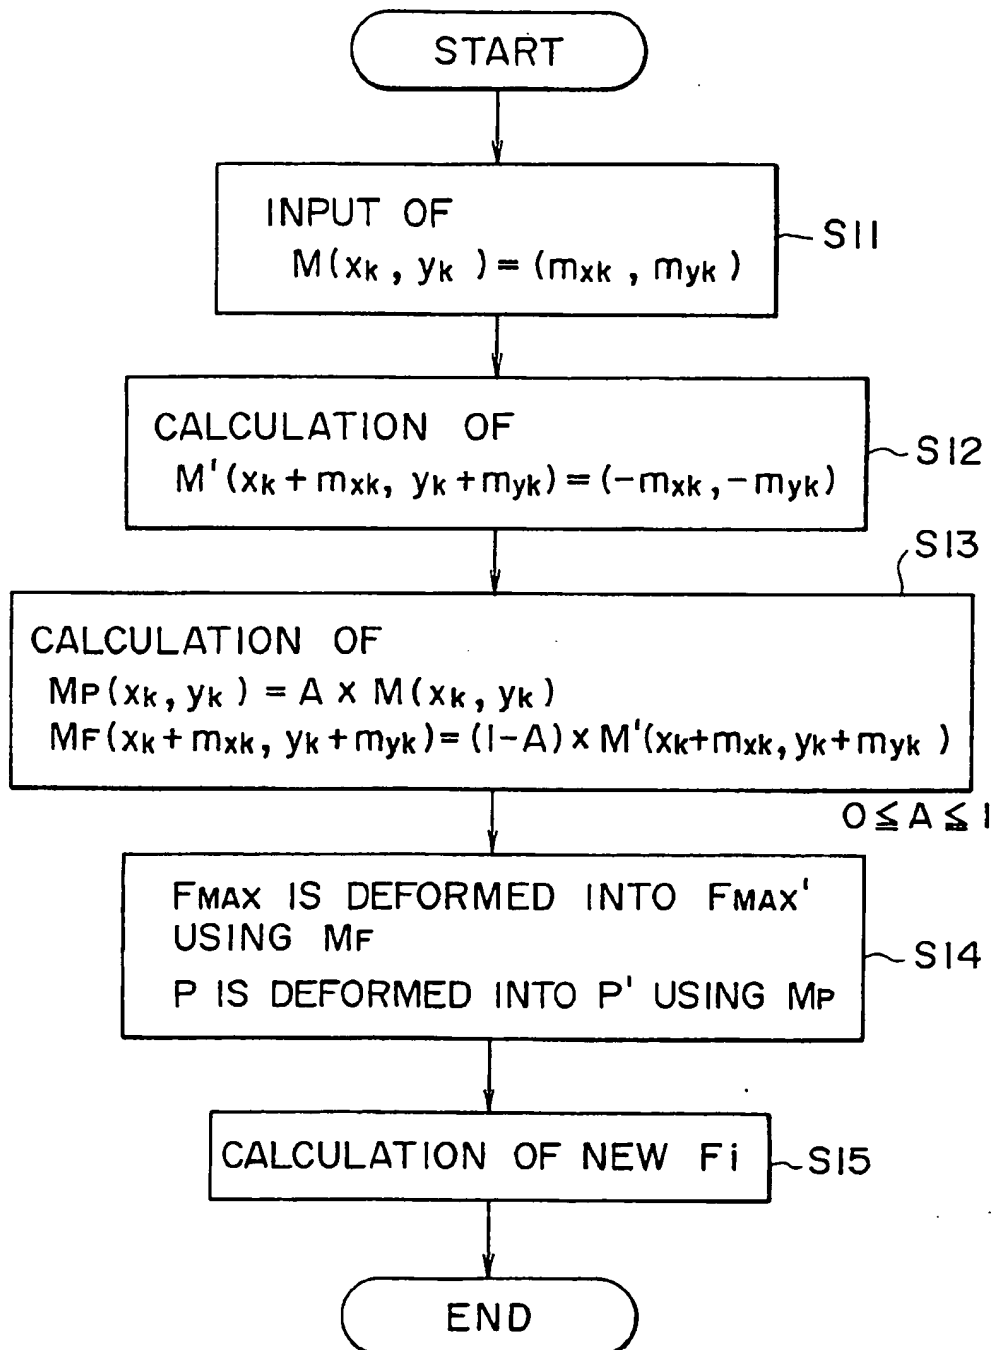 START
INPUT OF
M(xk, yk) = (mxk, myk)
S11
CALCULATION OF
M'(xk+mxk, yk+myk) = (-mxk, -myk)
S12
S13
CALCULATION OF
MP(xk, yk) = A × M(xk, yk)
MF(xk+mxk, yk+myk) = (1-A) × M'(xk+mxk, yk+myk)
0 ≦ A ≦ 1
FMAX IS DEFORMED INTO FMAX'
USING MF
P IS DEFORMED INTO P' USING MP
S14
CALCULATION OF NEW Fi
S15
END